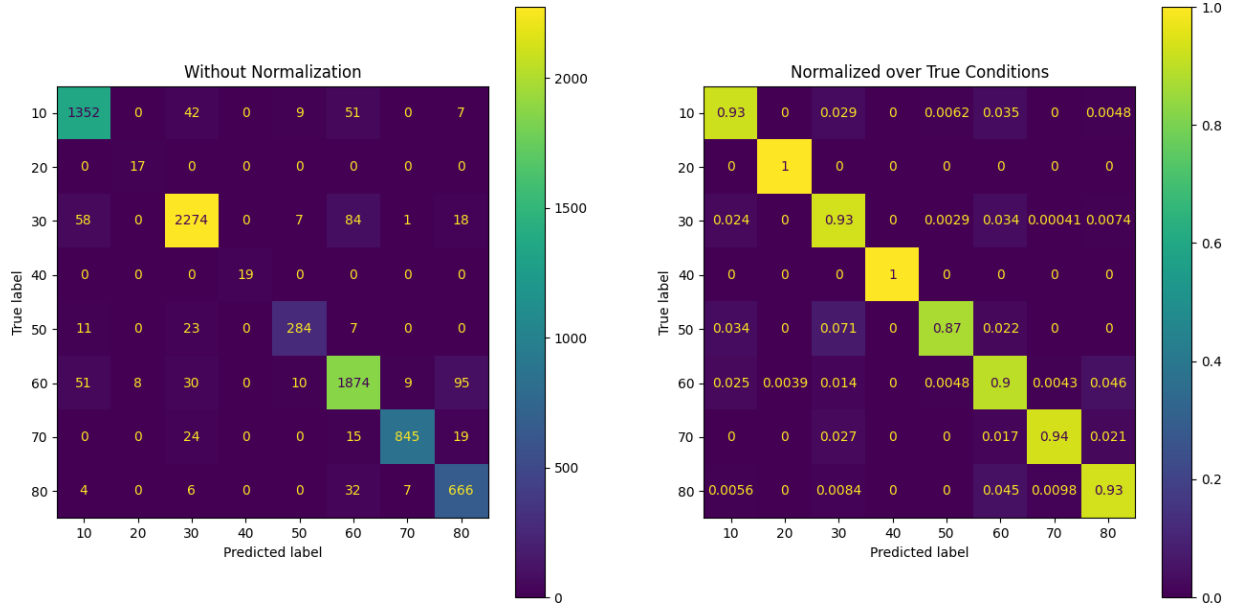 Without Normalization
True label
10 1352 0 42 0 9 51 0 7
20 0 17 0 0 0 0 0 0
30 58 0 2274 0 7 84 1 18
40 0 0 0 19 0 0 0 0
50 11 0 23 0 284 7 0 0
60 51 8 30 0 10 1874 9 95
70 0 0 24 0 0 15 845 19
80 4 0 6 0 0 32 7 666
10 20 30 40 50 60 70 80
Predicted label
2000
1500
1000
500
0
Normalized over True Conditions
True label
10 0.93 0 0.029 0 0.0062 0.035 0 0.0048
20 0 1 0 0 0 0 0 0
30 0.024 0 0.93 0 0.0029 0.034 0.00041 0.0074
40 0 0 0 1 0 0 0 0
50 0.034 0 0.071 0 0.87 0.022 0 0
60 0.025 0.0039 0.014 0 0.0048 0.9 0.0043 0.046
70 0 0 0.027 0 0 0.017 0.94 0.021
80 0.0056 0 0.0084 0 0 0.045 0.0098 0.93
10 20 30 40 50 60 70 80
Predicted label
1.0
0.8
0.6
0.4
0.2
0.0